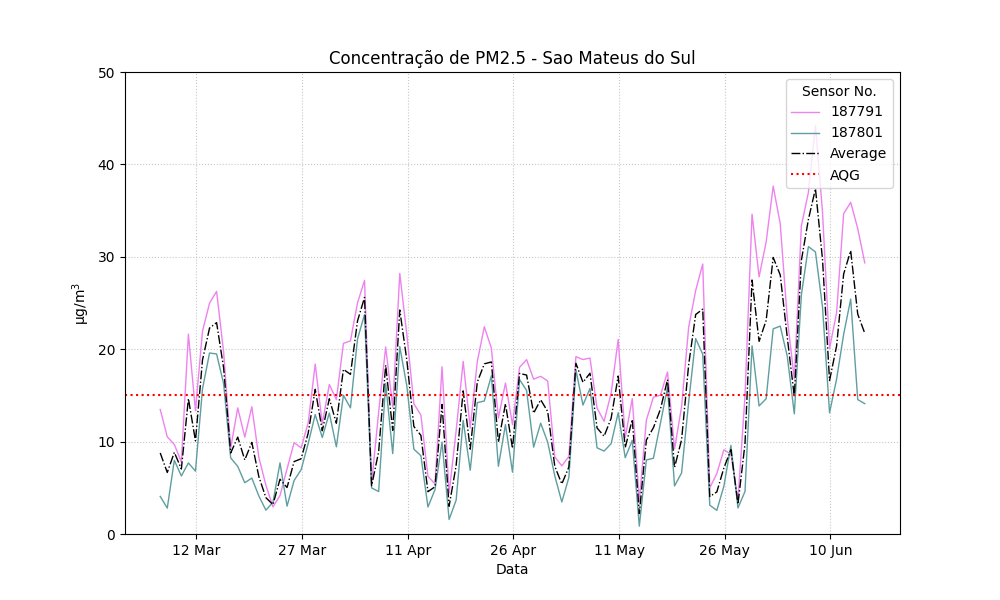 Concentração de PM2.5 - Sao Mateus do Sul
Sensor No.
187791
187801
Average
AQG
50
40
30
20
10
0
µg/m³
12 Mar
27 Mar
11 Apr
26 Apr
11 May
26 May
10 Jun
Data